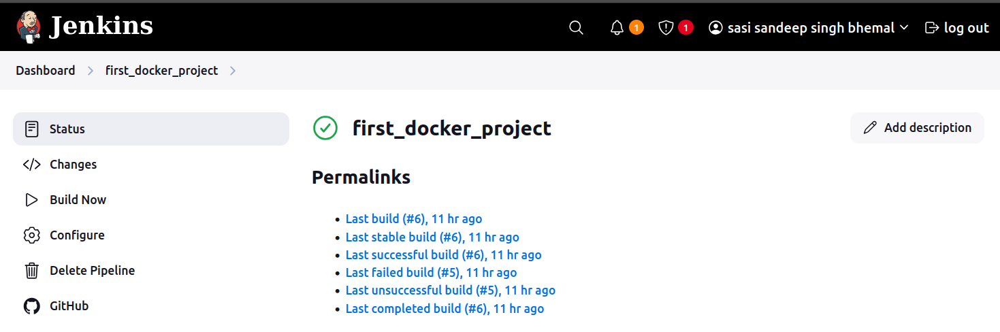 Jenkins
1
1
sasi sandeep singh bhemal
log out
Dashboard
first_docker_project
Status
Changes
Build Now
Configure
Delete Pipeline
GitHub
first_docker_project
Add description
Permalinks
Last build (#6), 11 hr ago
Last stable build (#6), 11 hr ago
Last successful build (#6), 11 hr ago
Last failed build (#5), 11 hr ago
Last unsuccessful build (#5), 11 hr ago
Last completed build (#6), 11 hr ago